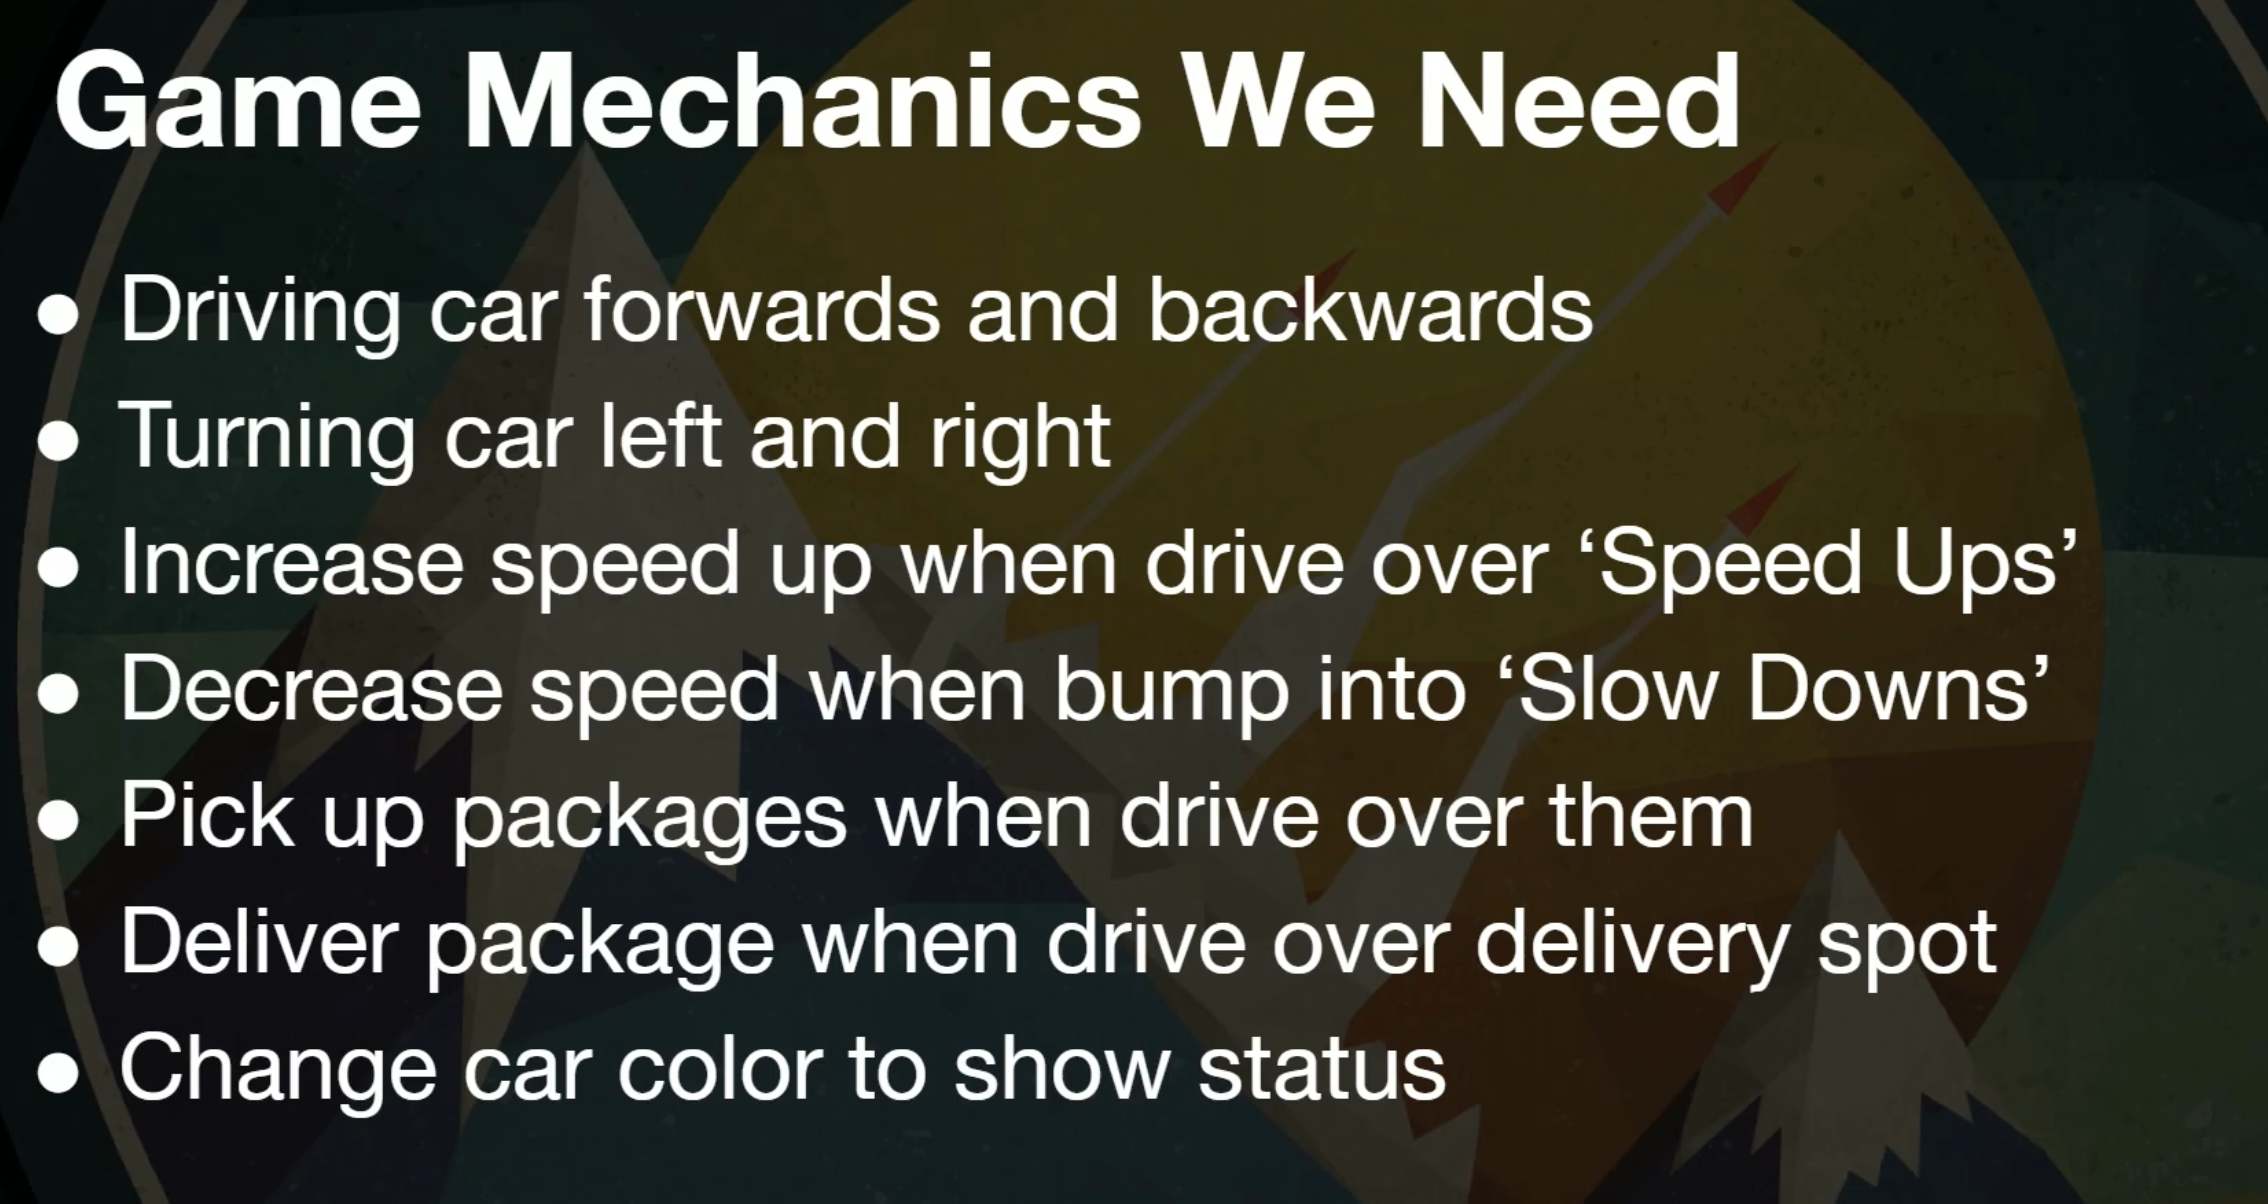 Game Mechanics We Need
● Driving car forwards and backwards
● Turning car left and right
● Increase speed up when drive over ‘Speed Ups’
● Decrease speed when bump into ‘Slow Downs’
● Pick up packages when drive over them
● Deliver package when drive over delivery spot
● Change car color to show status